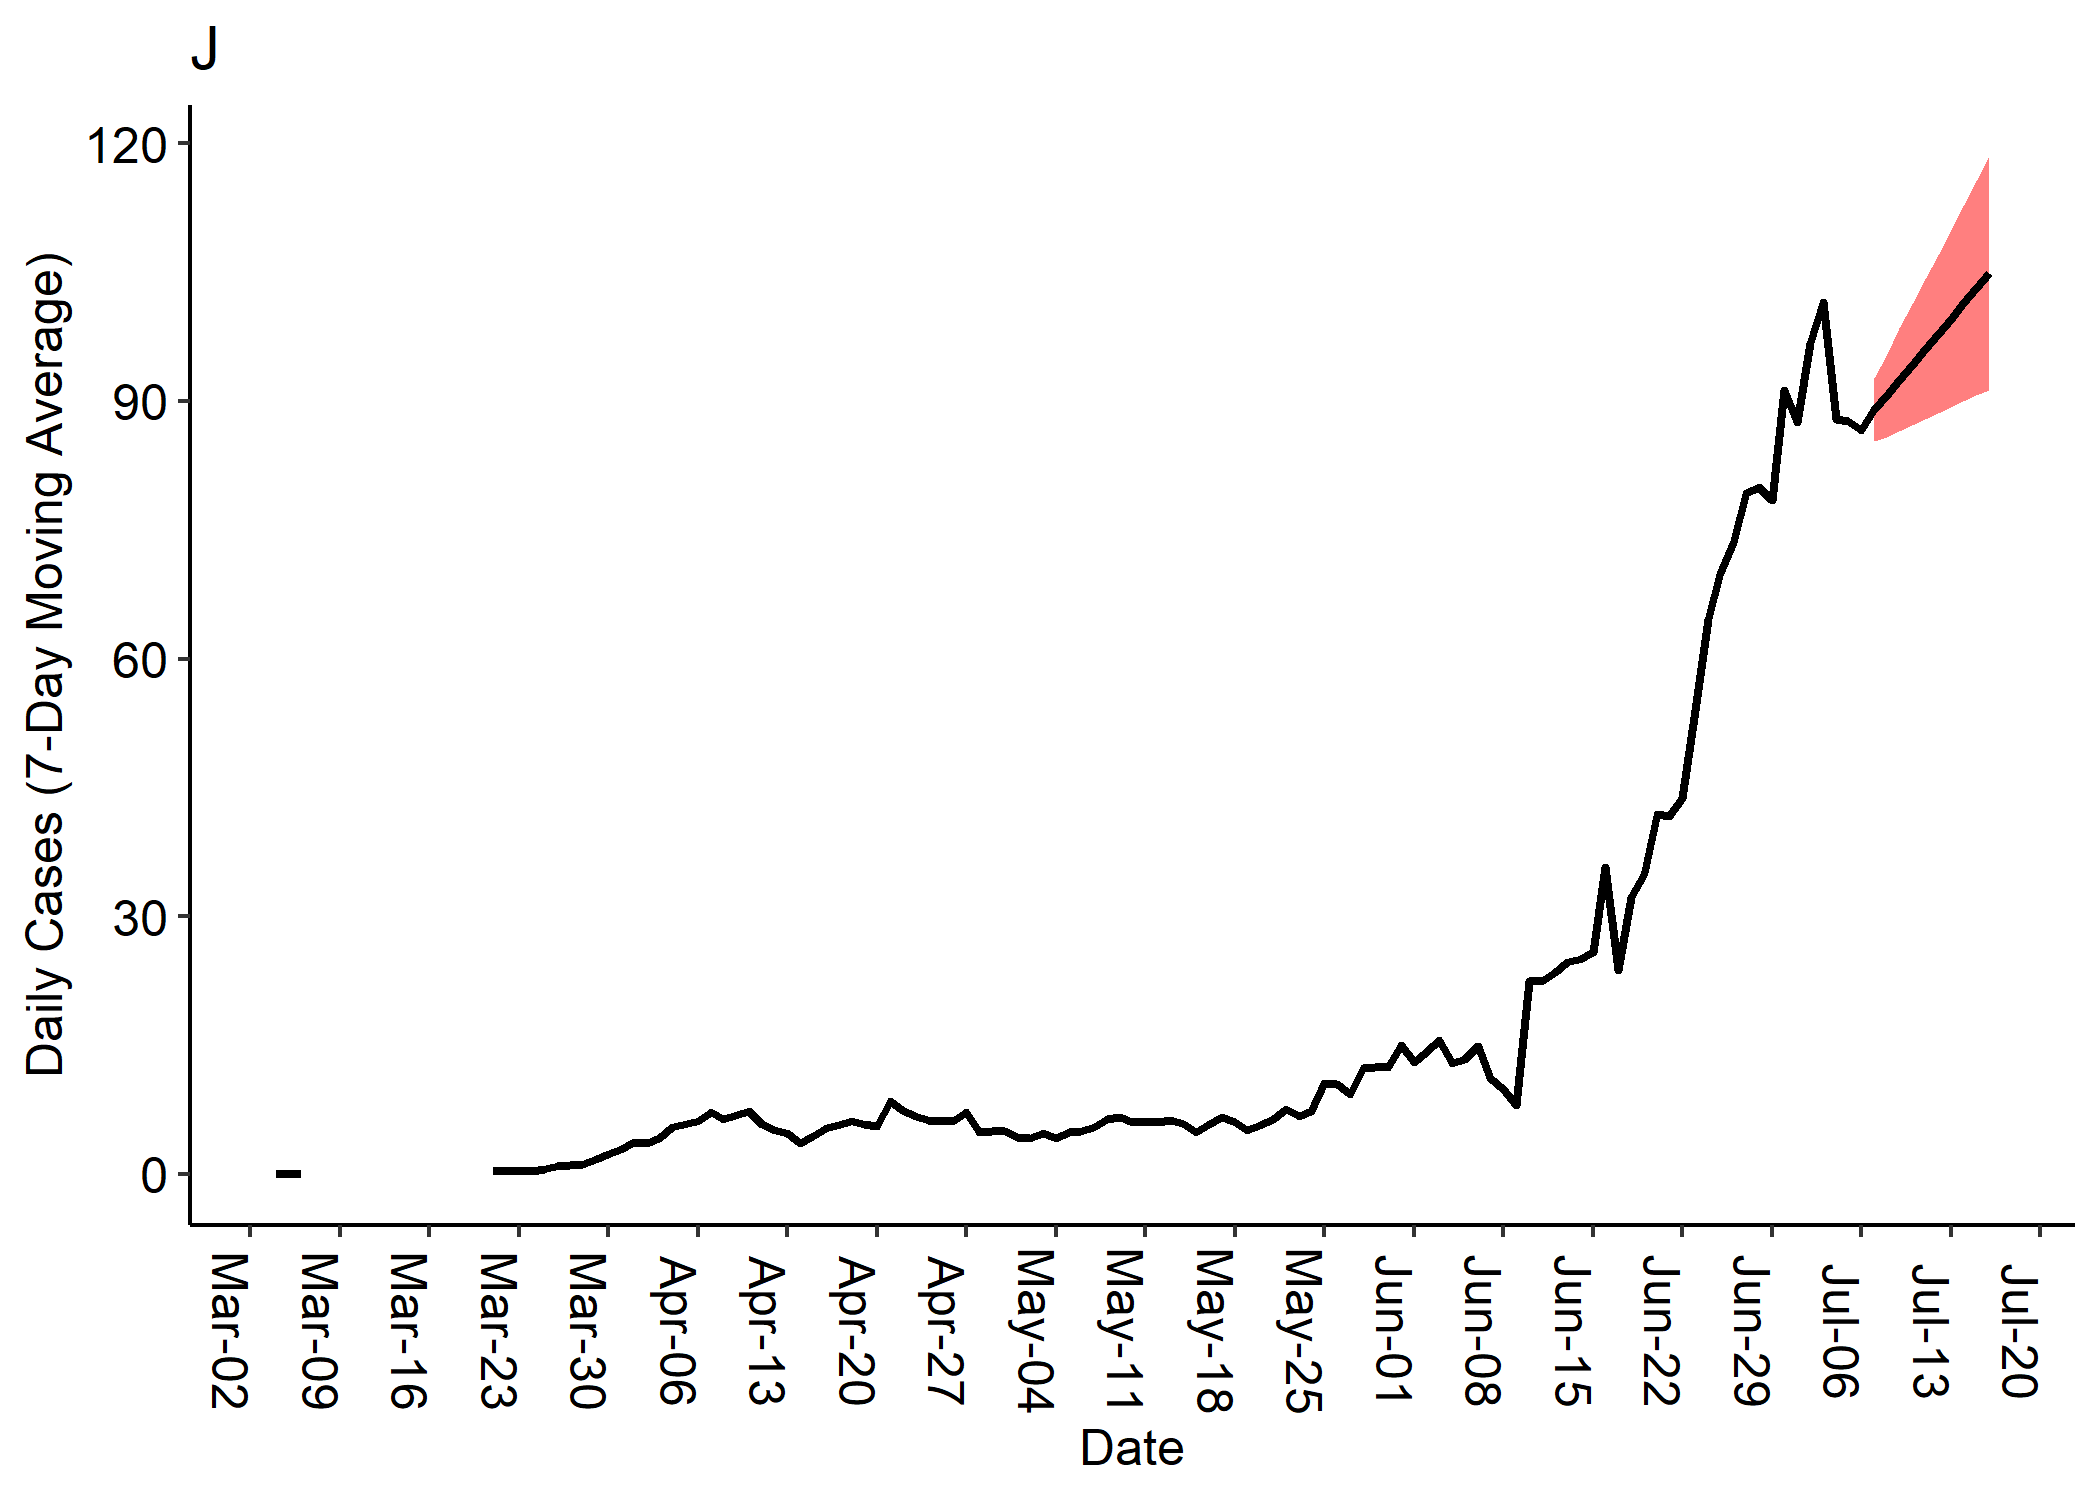 J
Daily Cases (7-Day Moving Average)
120
90
60
30
0
Mar-02
Mar-09
Mar-16
Mar-23
Mar-30
Apr-06
Apr-13
Apr-20
Apr-27
May-04
May-11
May-18
May-25
Jun-01
Jun-08
Jun-15
Jun-22
Jun-29
Jul-06
Jul-13
Jul-20
Date